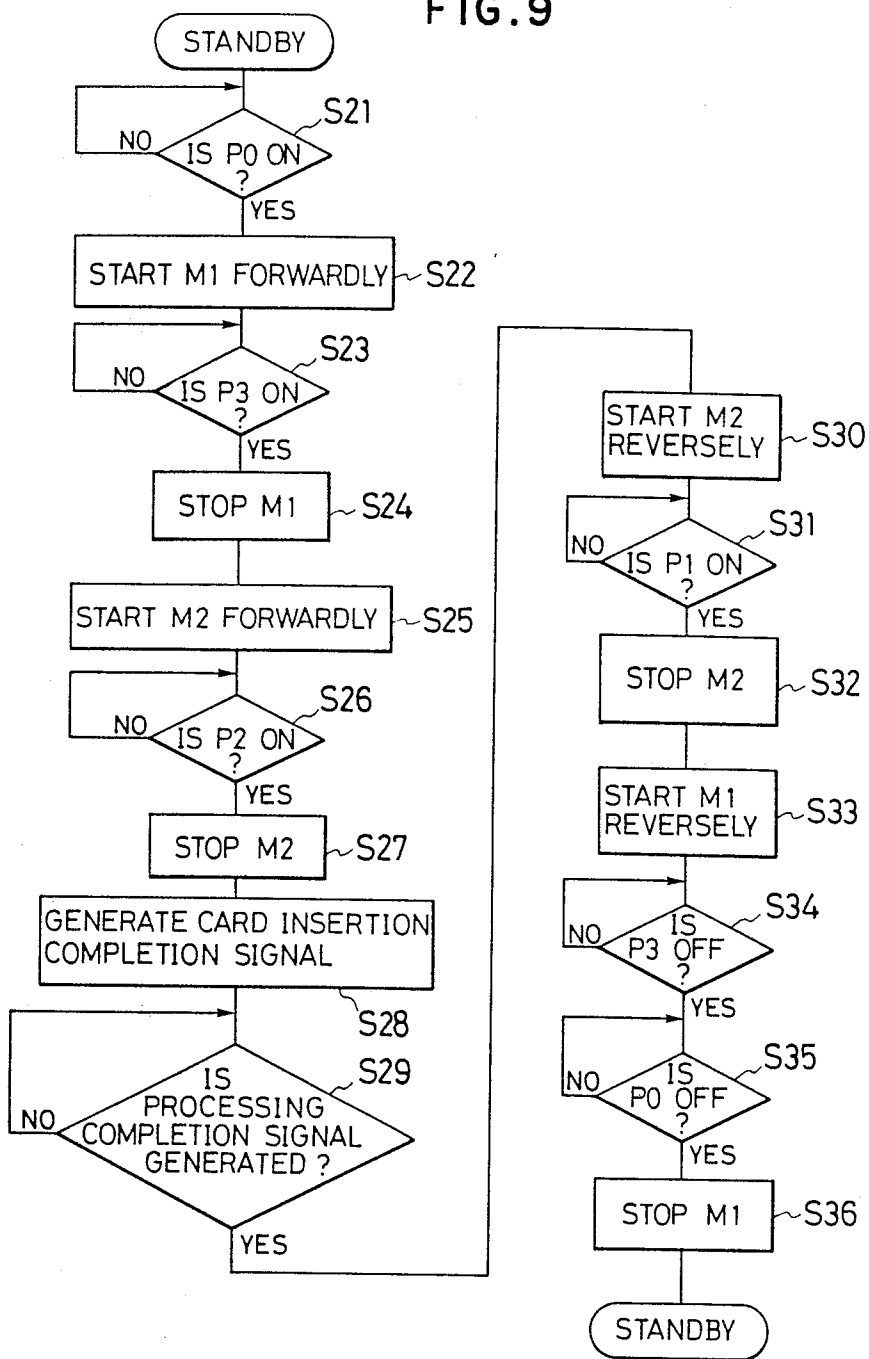 FIG.9
STANDBY
S21
NO
IS P0 ON
?
YES
START M1 FORWARDLY
S22
S23
NO
IS P3 ON
?
YES
STOP M1
S24
START M2 FORWARDLY
S25
S26
NO
IS P2 ON
?
YES
STOP M2
S27
GENERATE CARD INSERTION
COMPLETION SIGNAL
S28
S29
IS
PROCESSING
COMPLETION SIGNAL
GENERATED ?
NO
YES
START M2
REVERSELY
S30
S31
NO
IS P1 ON
?
YES
STOP M2
S32
START M1
REVERSELY
S33
S34
IS
NO
P3 OFF
?
YES
S35
IS
NO
P0 OFF
?
YES
STOP M1
S36
STANDBY